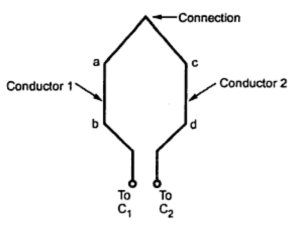 Connection
a
c
Conductor 1
Conductor 2
b
d
To
C1
To
C2